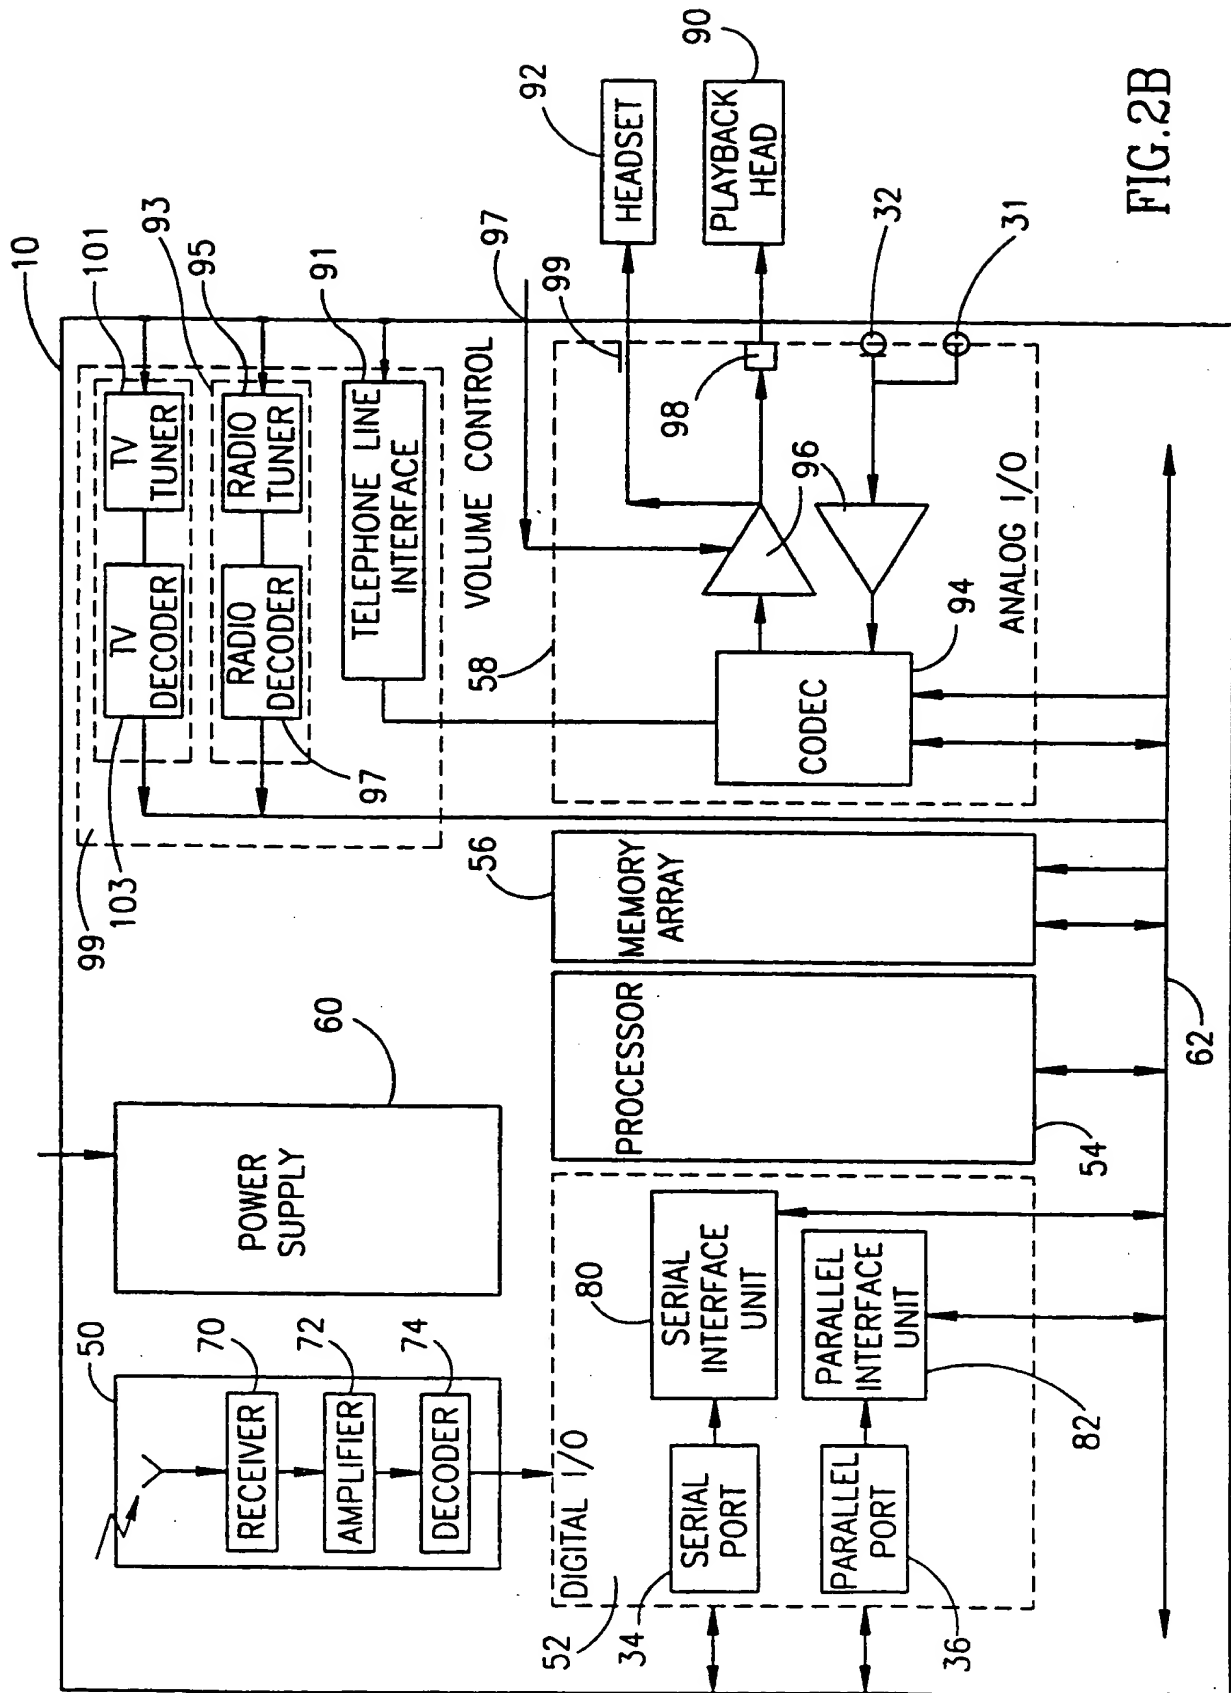 10
50
RECEIVER
70
AMPLIFIER
72
DECODER
74
POWER
SUPPLY
60
99
103
TV
DECODER
TV
TUNER
101
93
RADIO
DECODER
97
RADIO
TUNER
95
TELEPHONE LINE
INTERFACE
91
VOLUME CONTROL
97
DIGITAL I/O
52
SERIAL
PORT
34
SERIAL
INTERFACE
UNIT
80
PARALLEL
PORT
36
PARALLEL
INTERFACE
UNIT
82
PROCESSOR
54
MEMORY
ARRAY
56
58
CODEC
94
96
98
99
ANALOG I/O
HEADSET
92
PLAYBACK
HEAD
90
32
31
62
FIG.2B